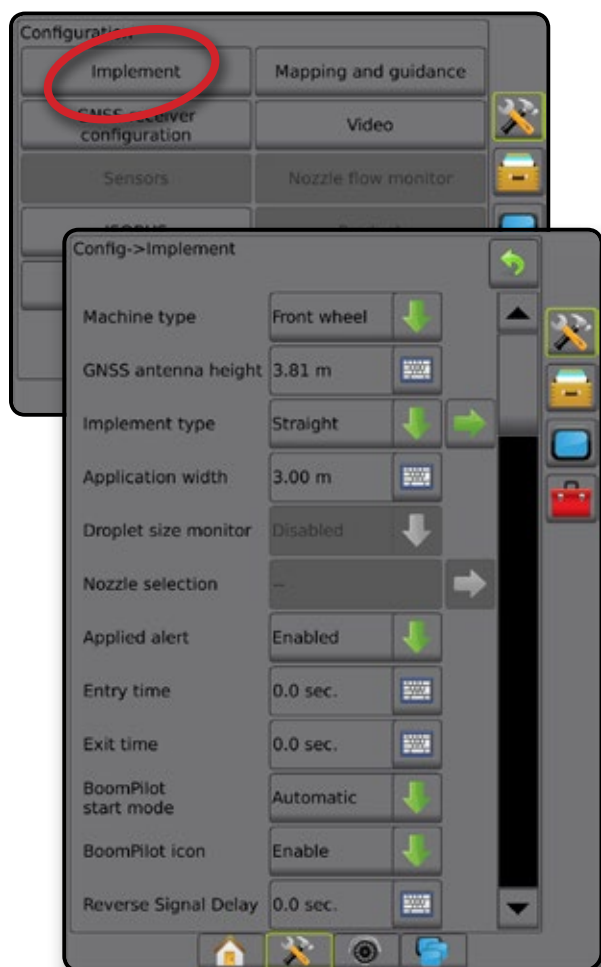 Configuration
Implement
Mapping and guidance
GNSS receiver
configuration
Video
Sensors
Nozzle flow monitor
Config->Implement
Machine type
Front wheel
GNSS antenna height
3.81 m
Implement type
Straight
Application width
3.00 m
Droplet size monitor
Disabled
Nozzle selection
--
Applied alert
Enabled
Entry time
0.0 sec.
Exit time
0.0 sec.
BoomPilot
start mode
Automatic
BoomPilot icon
Enable
Reverse Signal Delay
0.0 sec.